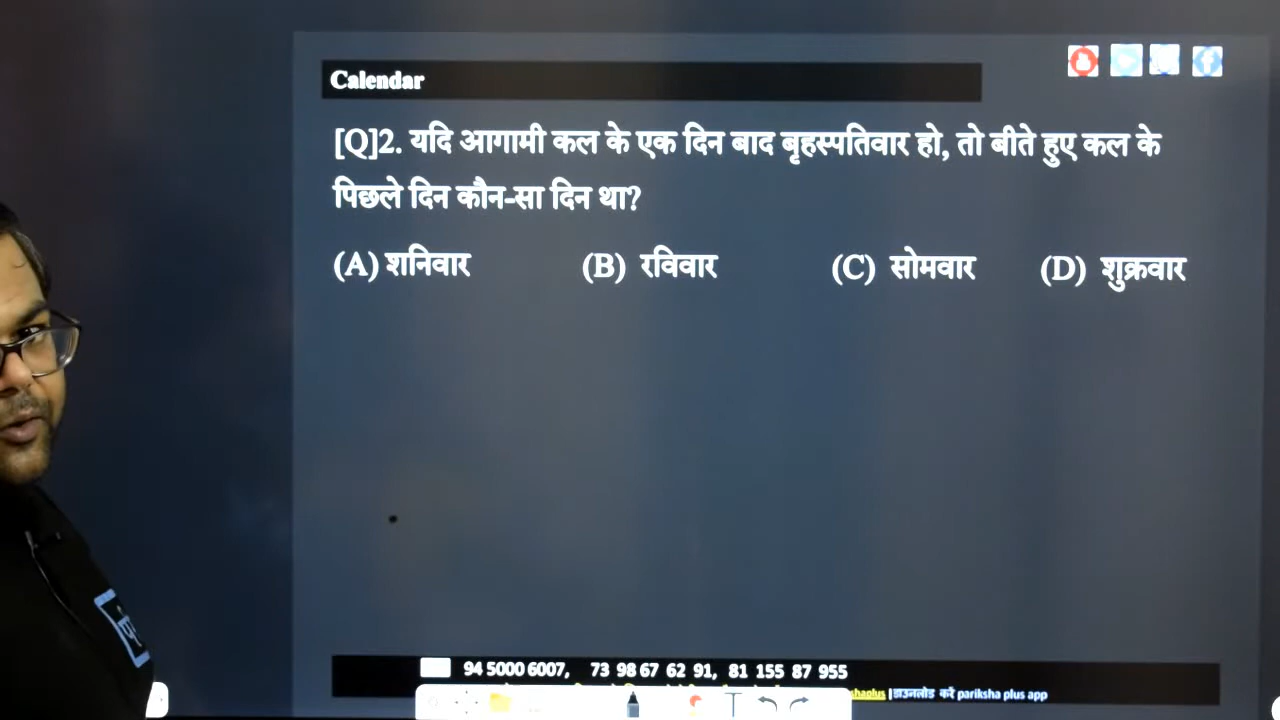 Calendar
[Q]2. यदि आगामी कल के एक दिन बाद बृहस्पतिवार हो, तो बीते हुए कल के
पिछले दिन कौन-सा दिन था?
(A) शनिवार (B) रविवार (C) सोमवार (D) शुक्रवार
94 5000 6007, 73 98 67 62 91, 81 155 87 955
shaplus | डाउनलोड करें pariksha plus app